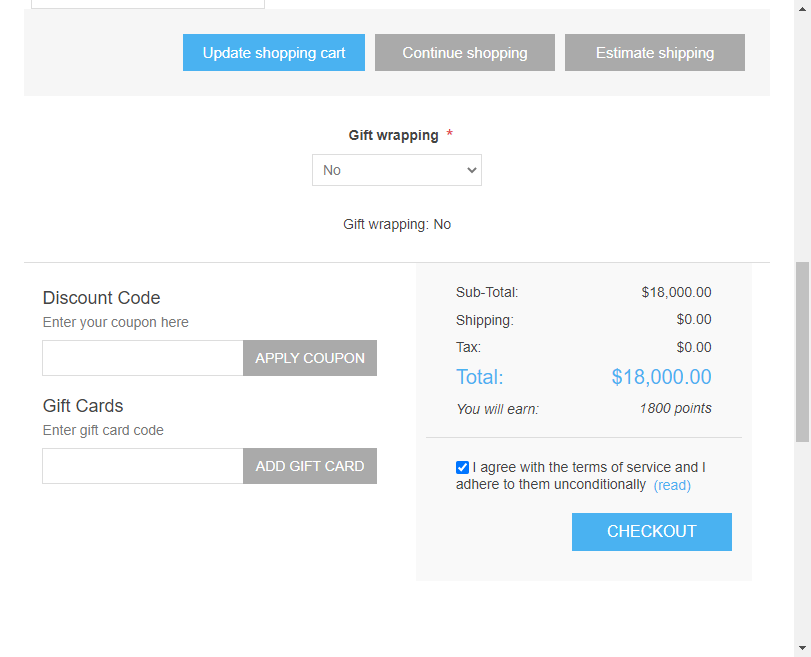 Update shopping cart Continue shopping Estimate shipping
Gift wrapping *
No
Gift wrapping: No
Discount Code
Enter your coupon here
APPLY COUPON
Gift Cards
Enter gift card code
ADD GIFT CARD
Sub-Total: $18,000.00
Shipping: $0.00
Tax: $0.00
Total: $18,000.00
You will earn: 1800 points
I agree with the terms of service and I
adhere to them unconditionally (read)
CHECKOUT